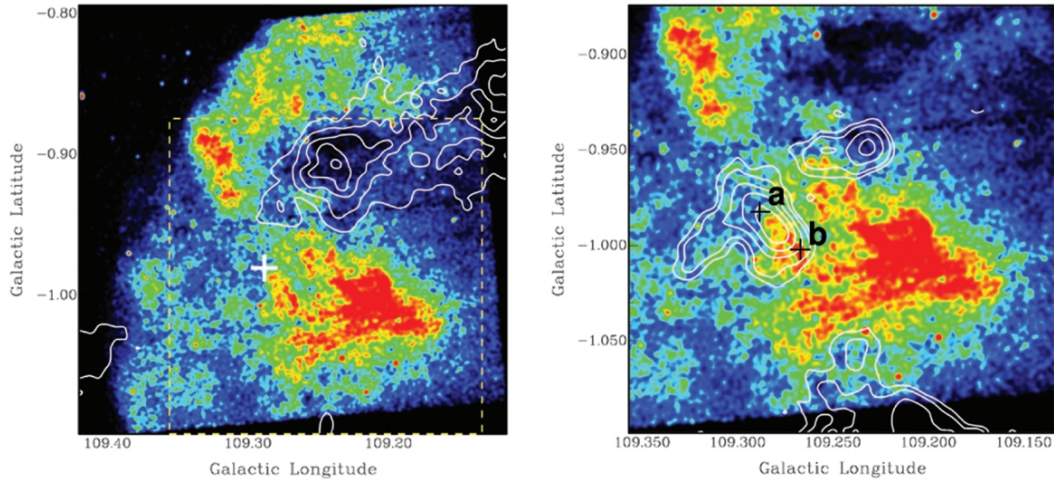 -0.80
-0.90
-1.00
109.40
109.30
109.20
Galactic Longitude
Galactic Latitude
-0.900
-0.950
-1.000
-1.050
a
b
109.350
109.300
109.250
109.200
109.150
Galactic Longitude
Galactic Latitude